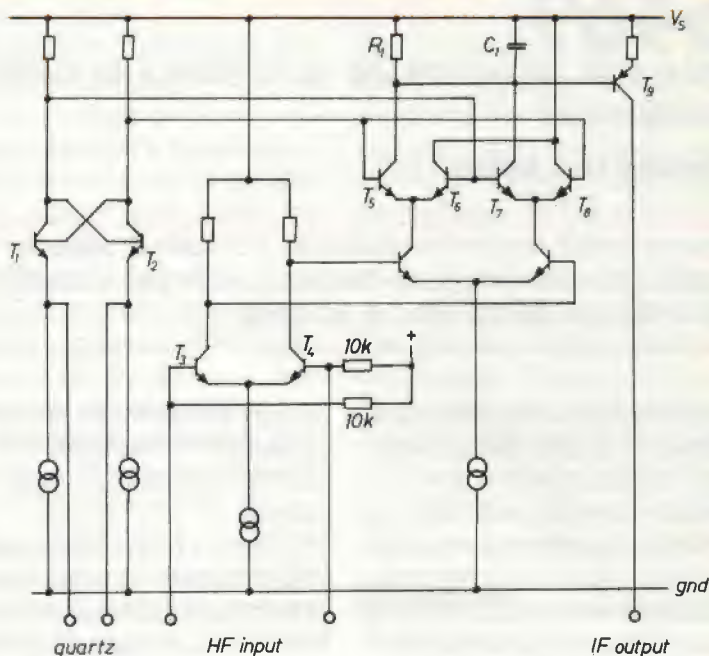 Vs
R1
C1
T9
T5
T6
T7
T8
T1
T2
T3
T4
10k
+
10k
gnd
quartz
HF input
IF output